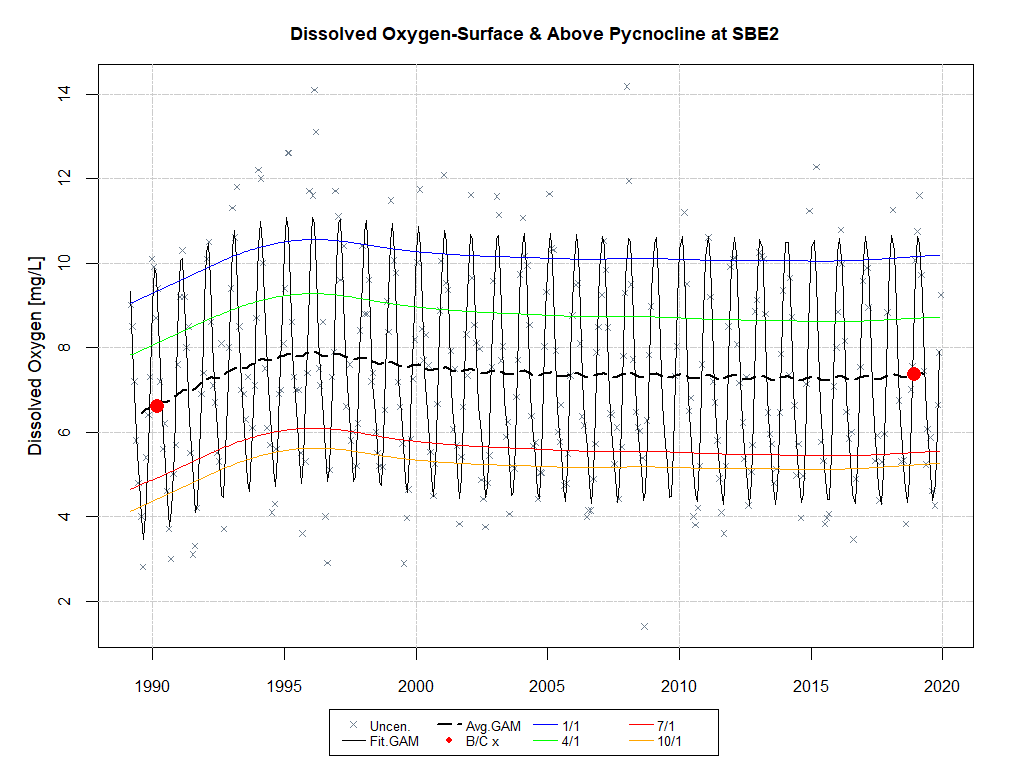 Dissolved Oxygen-Surface & Above Pycnocline at SBE2
Dissolved Oxygen [mg/L]
14
12
10
8
6
4
2
1990 1995 2000 2005 2010 2015 2020
Uncen. Avg.GAM 1/1 7/1
Fit.GAM B/C x 4/1 10/1